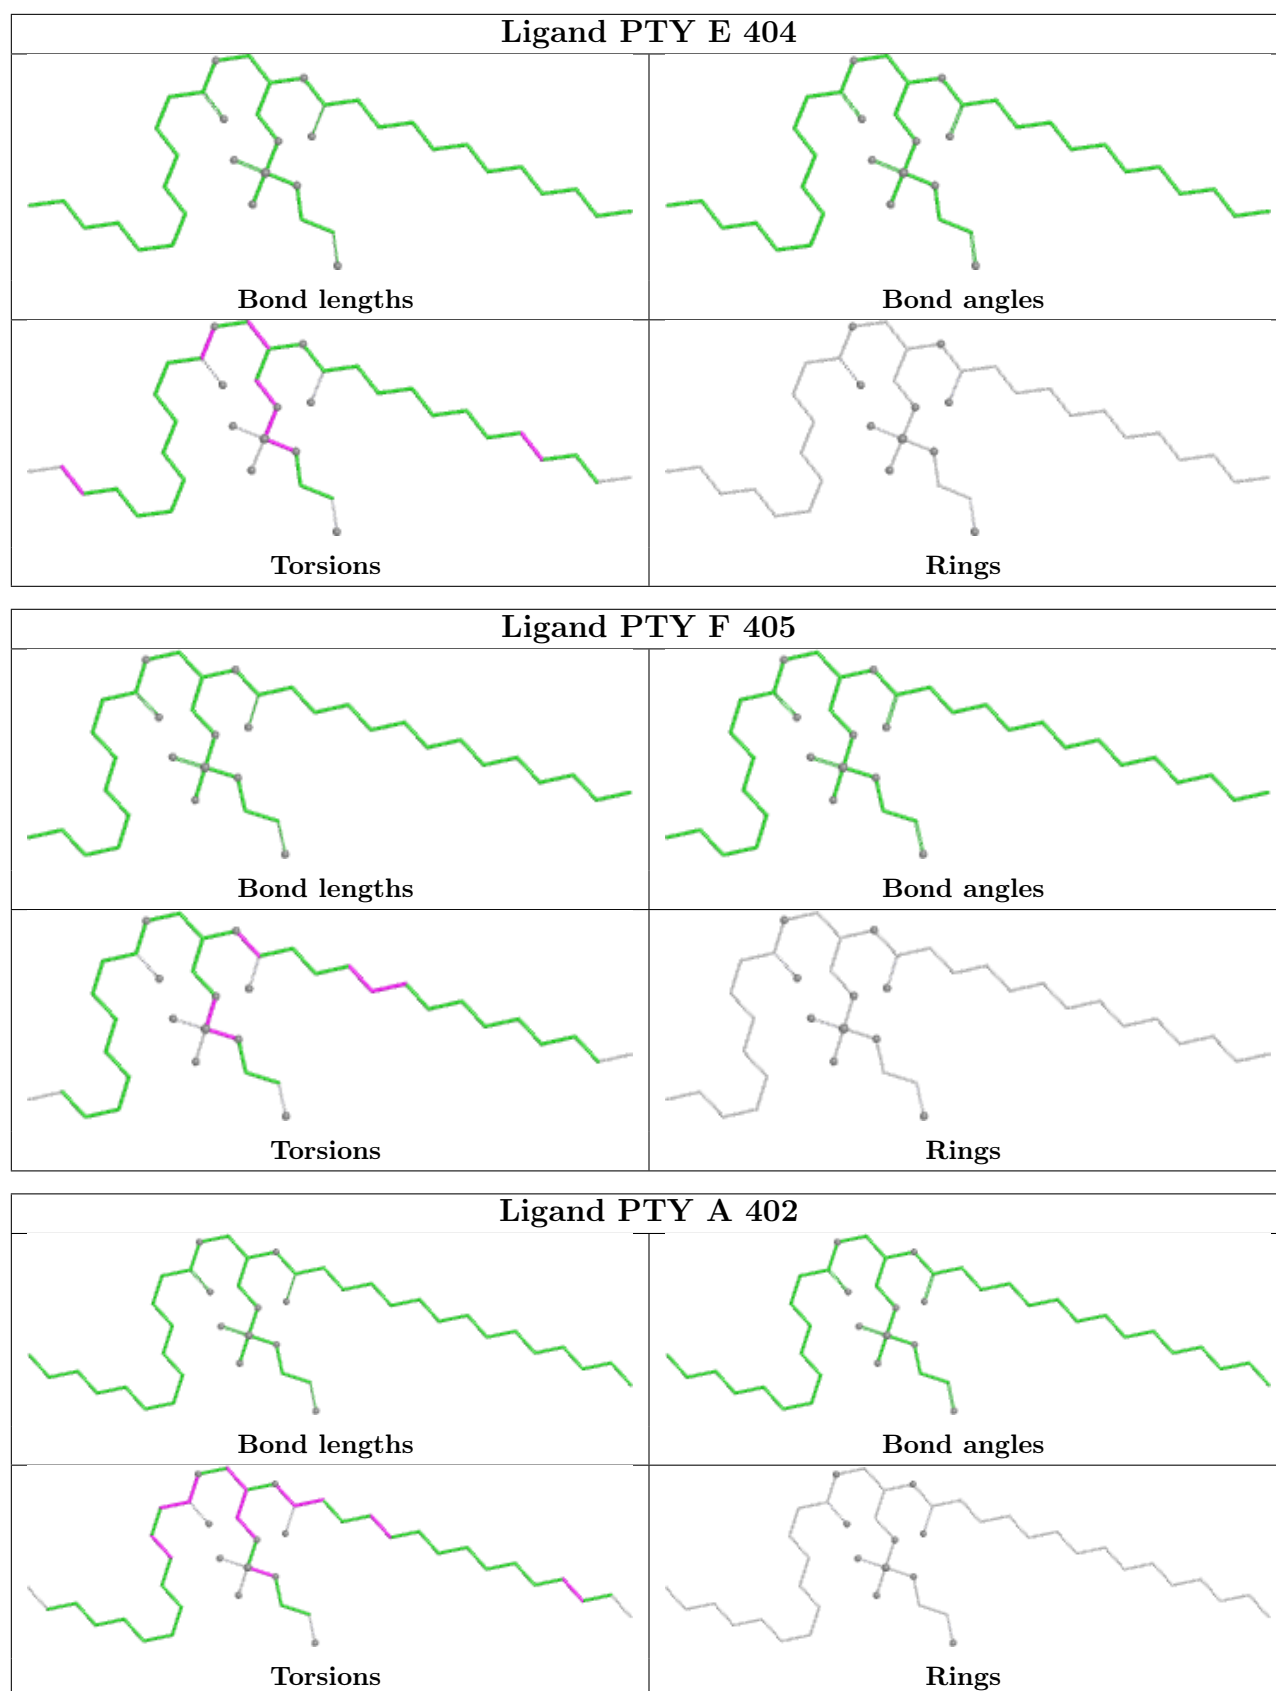 Ligand PTY E 404
Bond lengths
Bond angles
Torsions
Rings
Ligand PTY F 405
Bond lengths
Bond angles
Torsions
Rings
Ligand PTY A 402
Bond lengths
Bond angles
Torsions
Rings